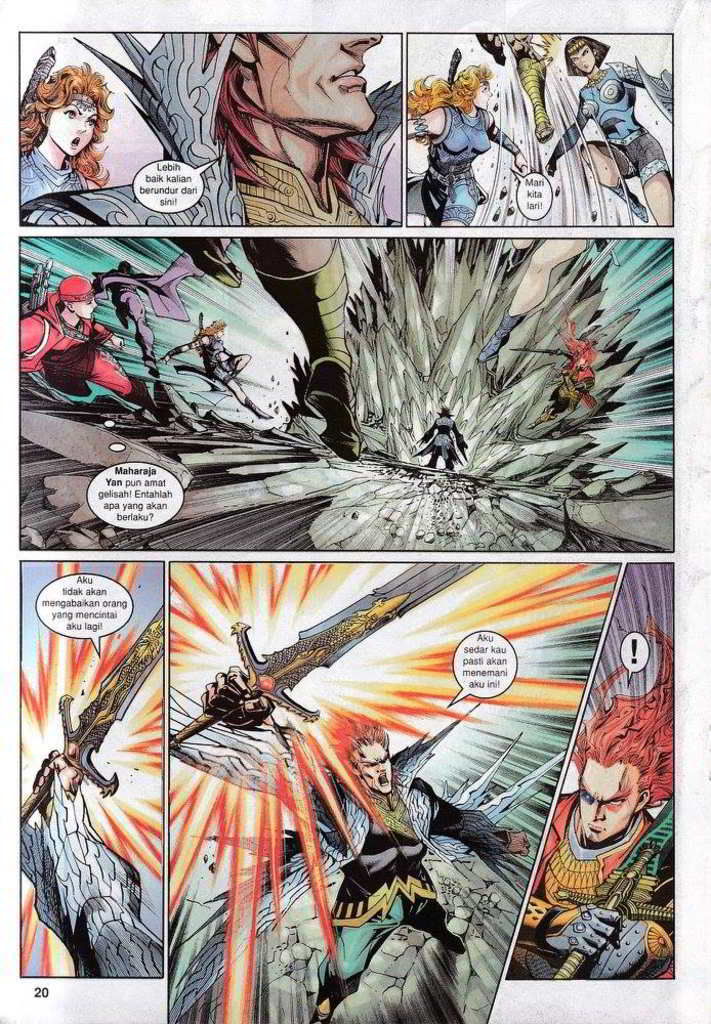 Lebih
baik kalian
berundur dari
sini!
Mari
kita
lari!
Maharaja
Yan pun amat
gelisah! Entahlah
apa yang akan
berlaku?
Aku
tidak akan
mengabaikan orang
yang mencintai
aku lagi!
Aku
sedar kau
pasti akan
menemani
aku ini!
!
20